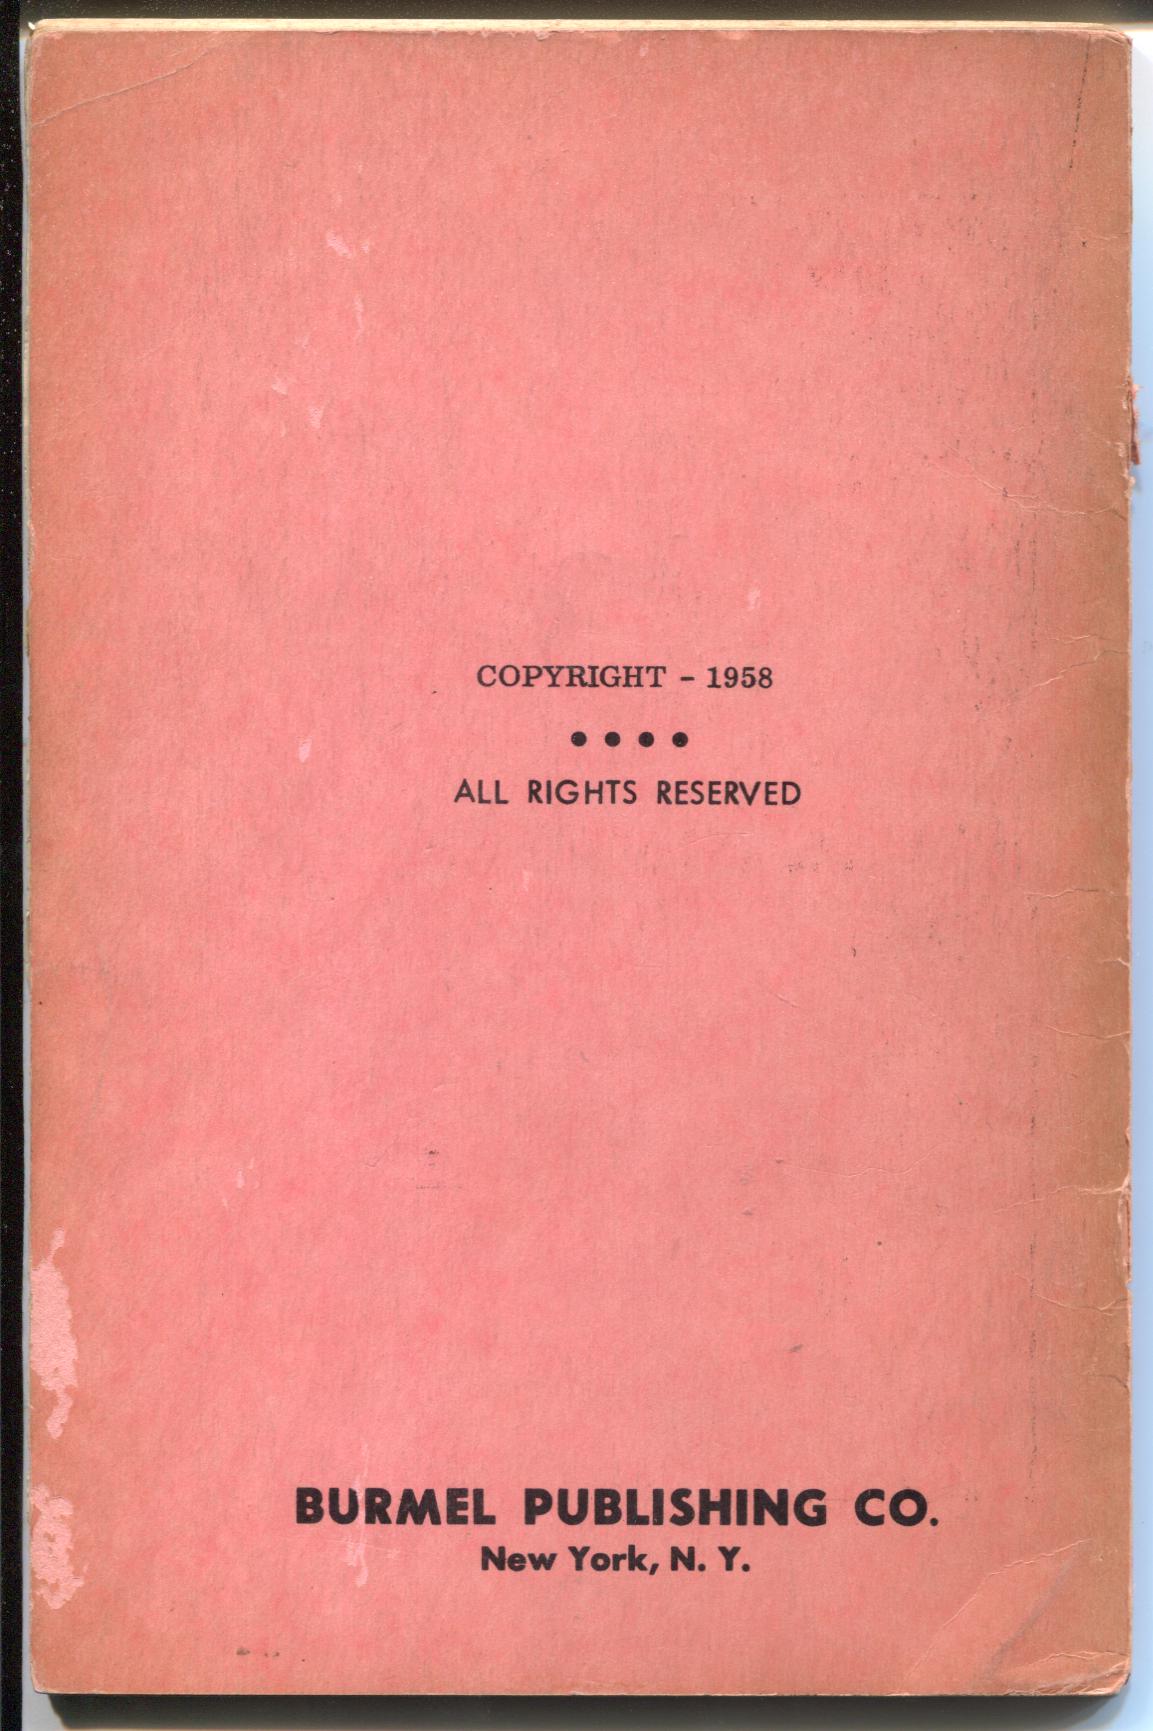 COPYRIGHT - 1958
● ● ● ●
ALL RIGHTS RESERVED
BURMEL PUBLISHING CO.
New York, N. Y.